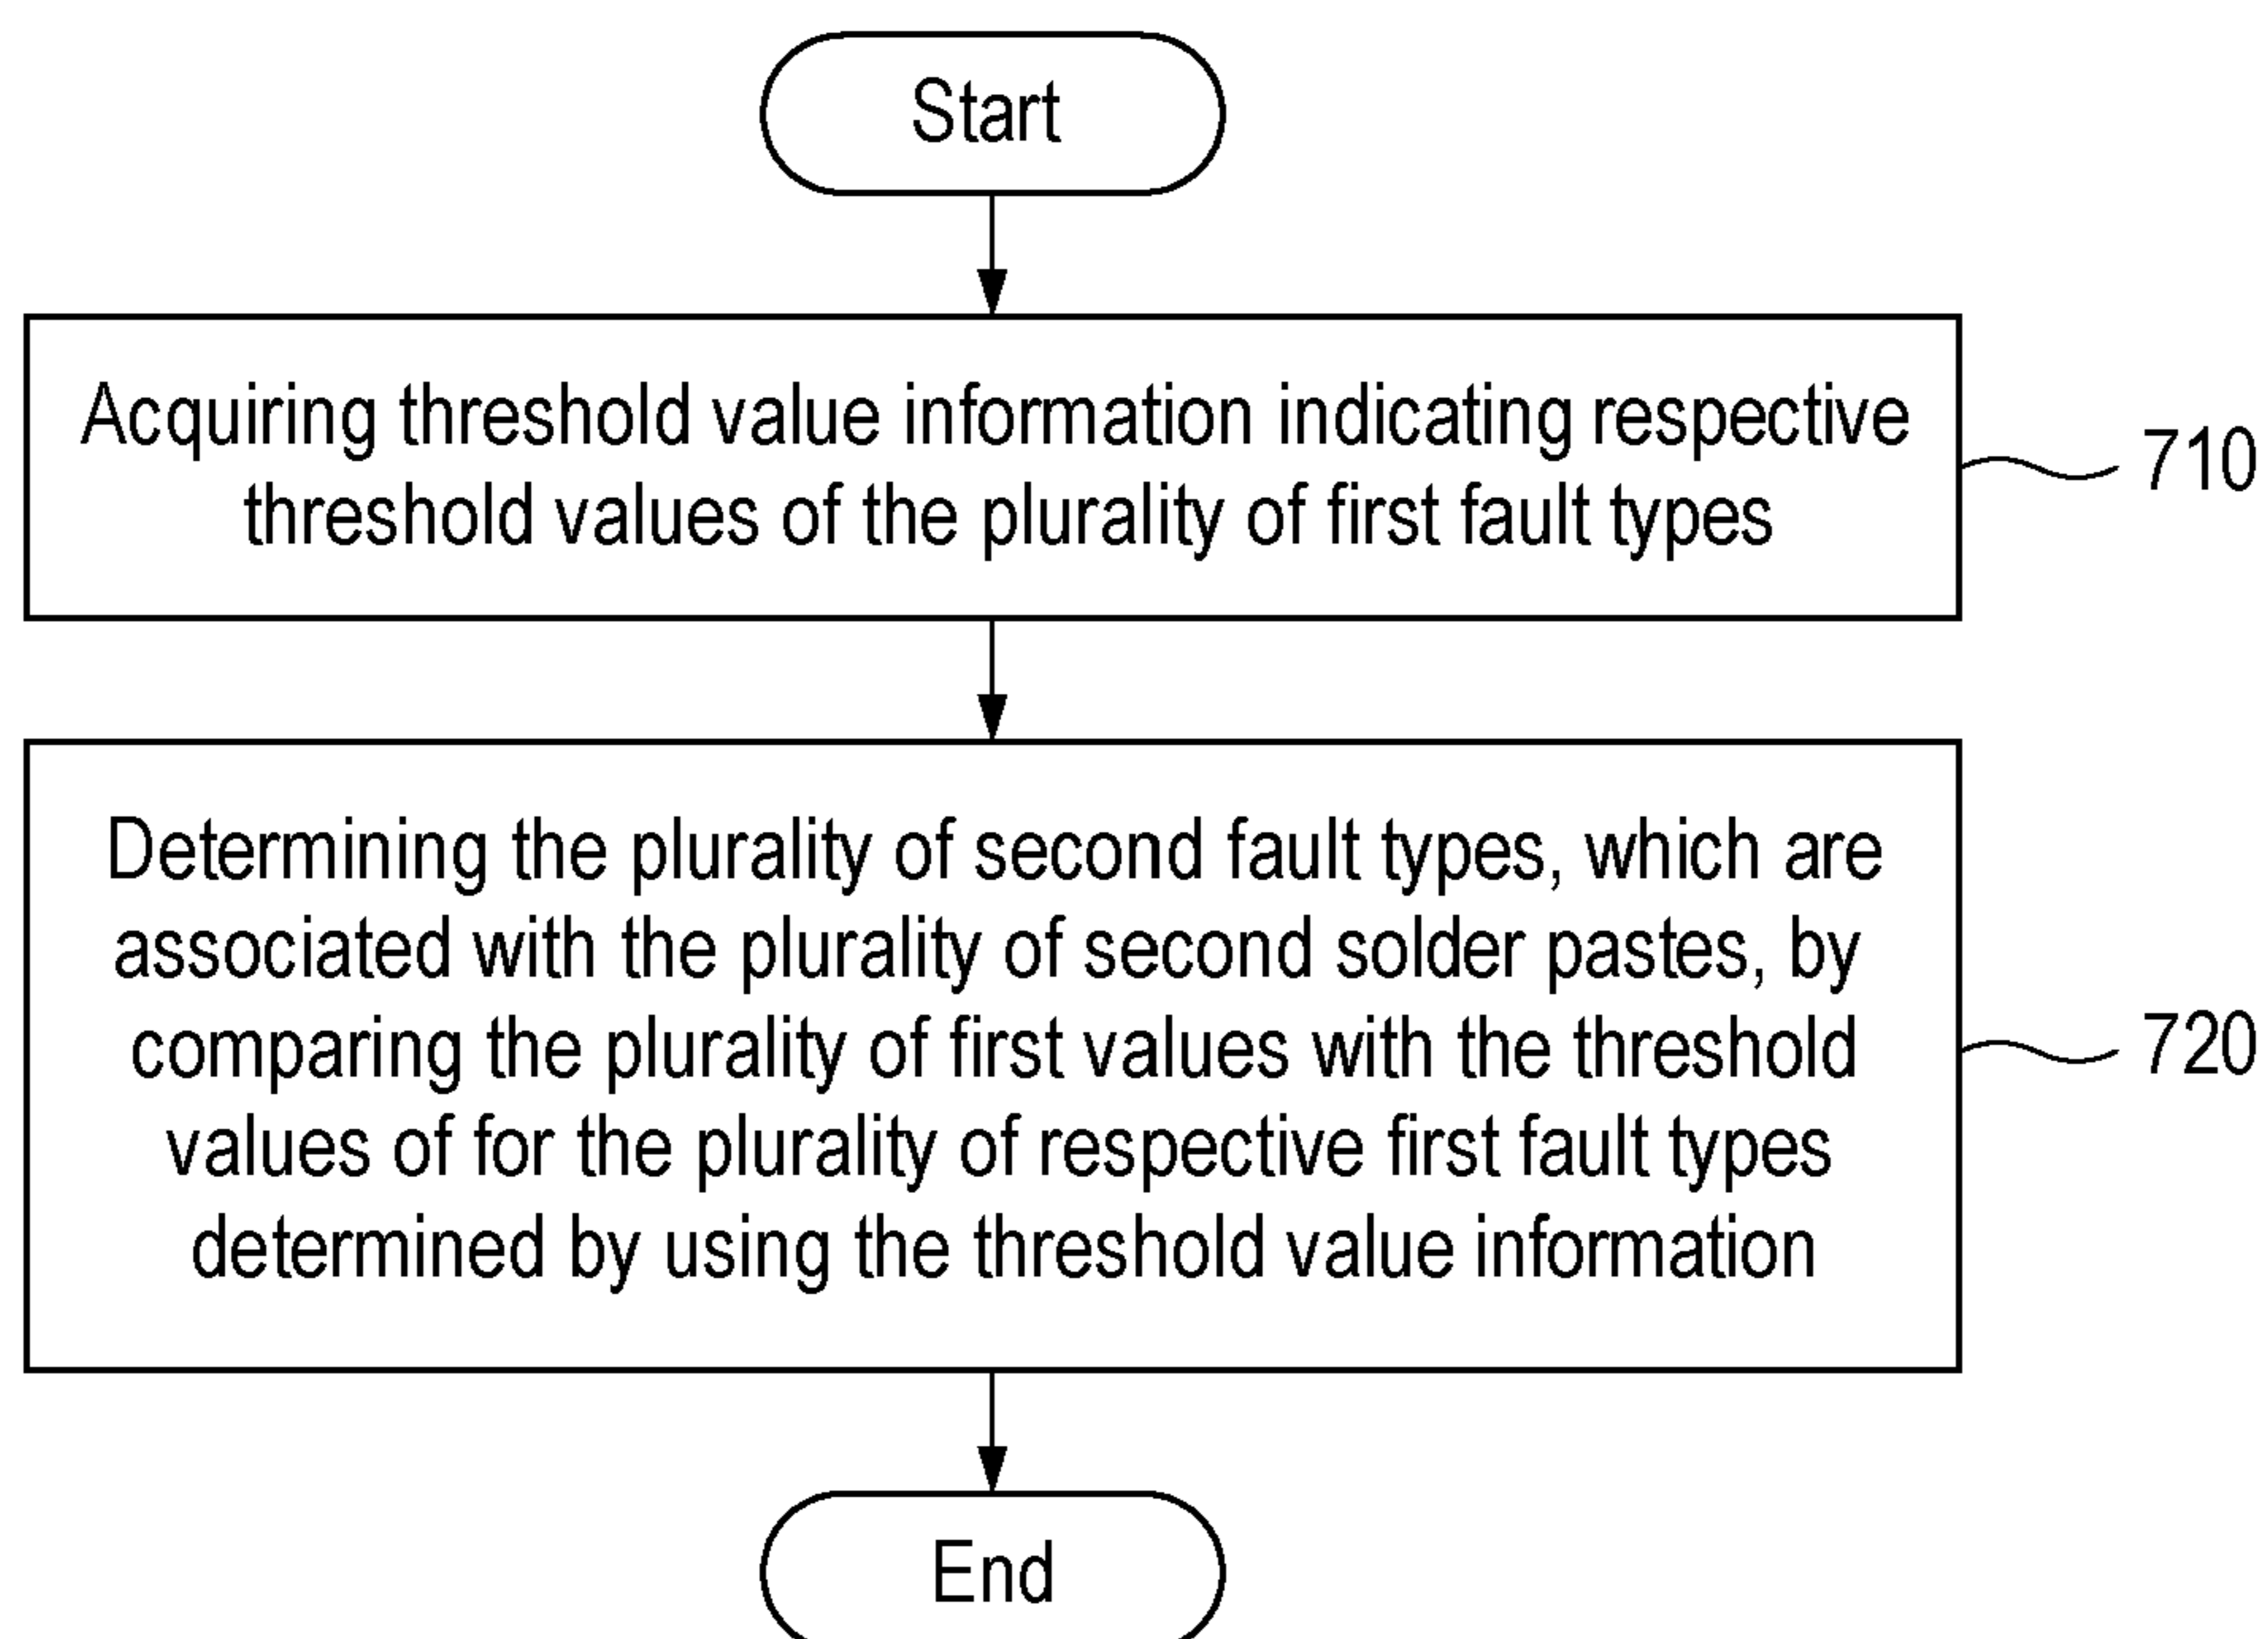 Start
Acquiring threshold value information indicating respective
threshold values of the plurality of first fault types
710
Determining the plurality of second fault types, which are
associated with the plurality of second solder pastes, by
comparing the plurality of first values with the threshold
values of for the plurality of respective first fault types
determined by using the threshold value information
720
End